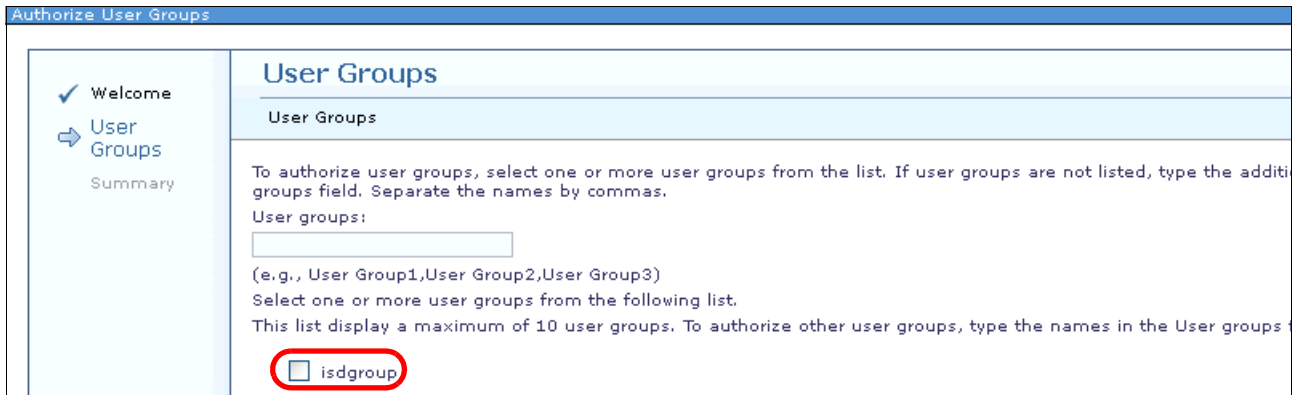 Authorize User Groups
Welcome
User
Groups
Summary
User Groups
User Groups
To authorize user groups, select one or more user groups from the list. If user groups are not listed, type the
groups field. Separate the names by commas.
User groups:
(e.g., User Group1,User Group2,User Group3)
Select one or more user groups from the following list.
This list display a maximum of 10 user groups. To authorize other user groups, type the names in the User groups
isdgroup